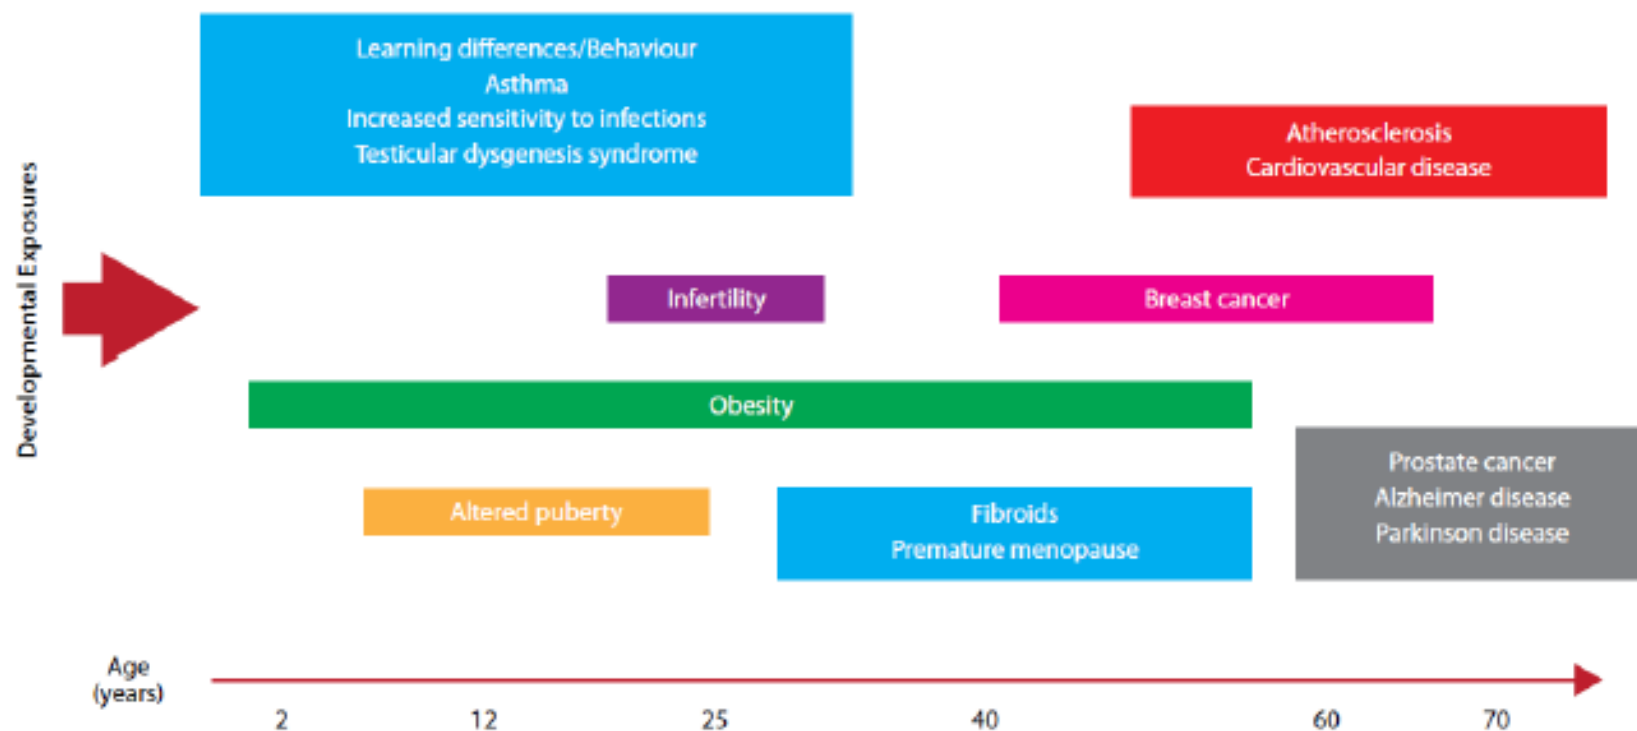 Developmental Exposures
Learning differences/Behaviour
Asthma
Increased sensitivity to infections
Testicular dysgenesis syndrome
Atherosclerosis
Cardiovascular disease
Infertility
Breast cancer
Obesity
Prostate cancer
Alzheimer disease
Parkinson disease
Altered puberty
Fibroids
Premature menopause
Age
(years)
2 12 25 40 60 70